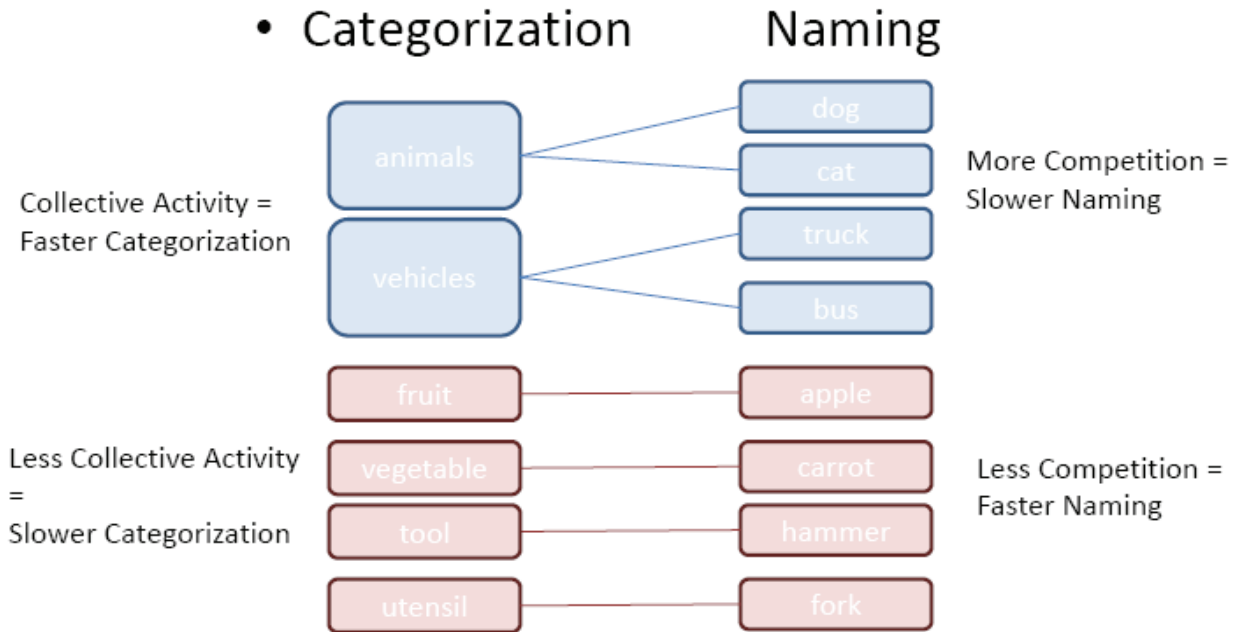 • Categorization Naming
animals
dog
cat
More Competition =
Slower Naming
Collective Activity =
Faster Categorization
vehicles
truck
bus
fruit
apple
Less Collective Activity
=
Slower Categorization
vegetable
carrot
Less Competition =
Faster Naming
tool
hammer
utensil
fork